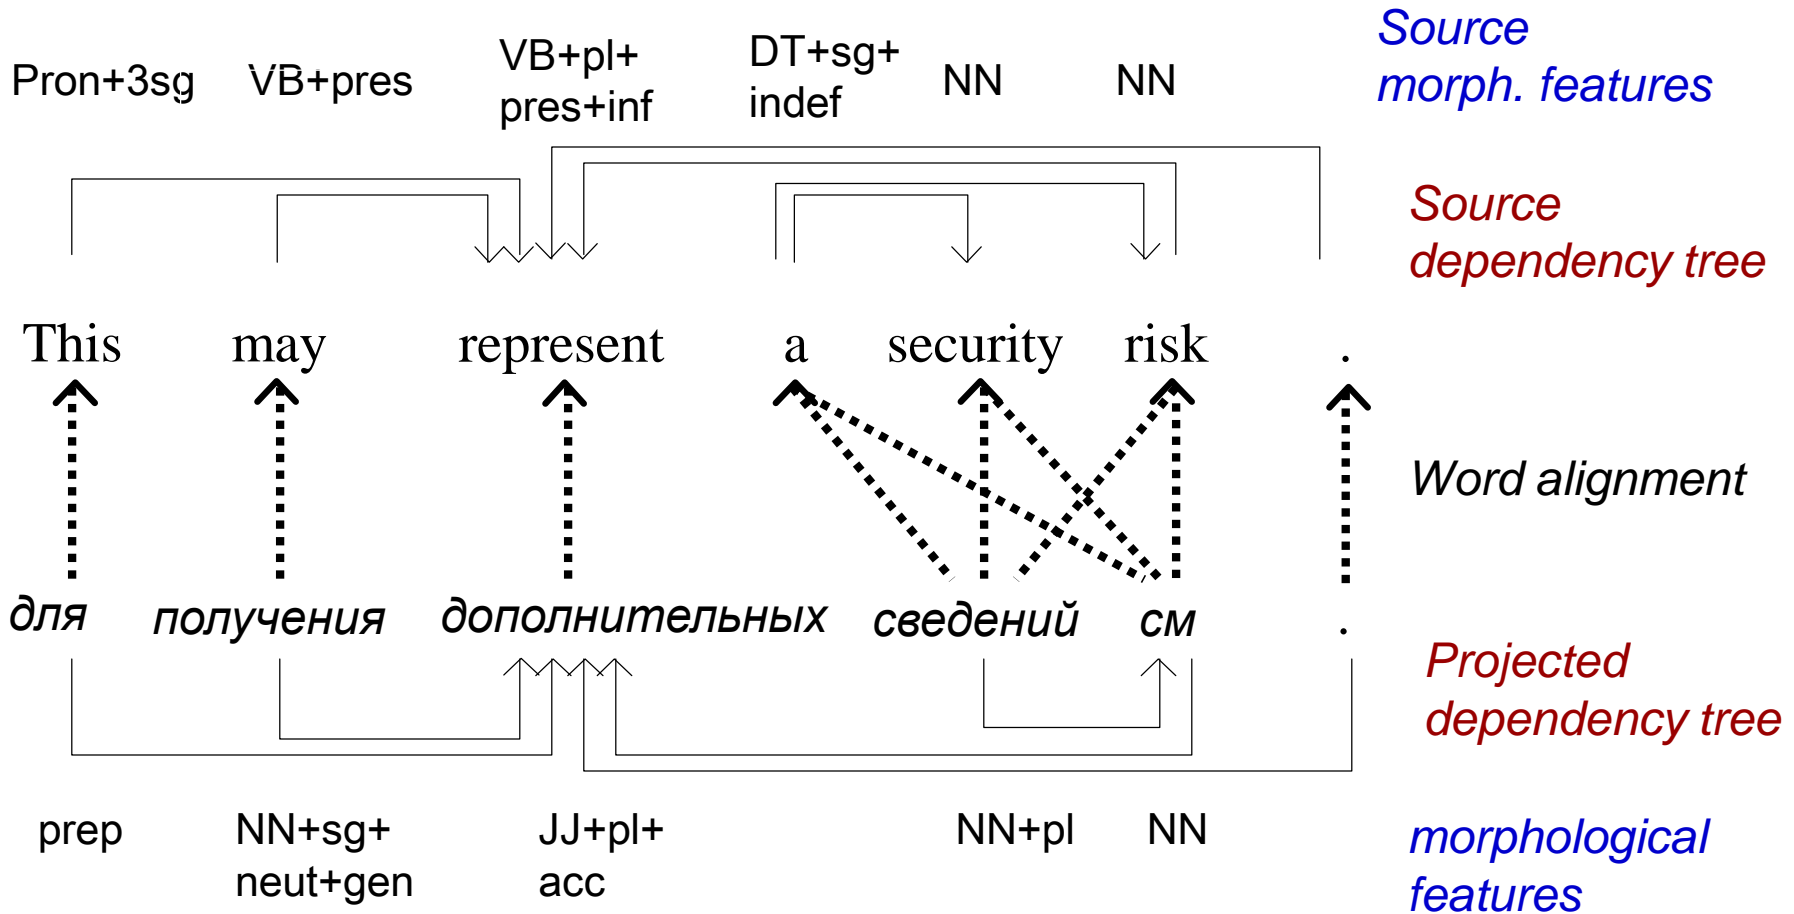 Source
morph. features
Pron+3sg VB+pres VB+pl+ DT+sg+ NN NN
pres+inf indef
Source
dependency tree
This may represent a security risk .
Word alignment
для получения дополнительных сведений см .
Projected
dependency tree
prep NN+sg+ JJ+pl+ NN+pl NN
neut+gen acc
morphological
features